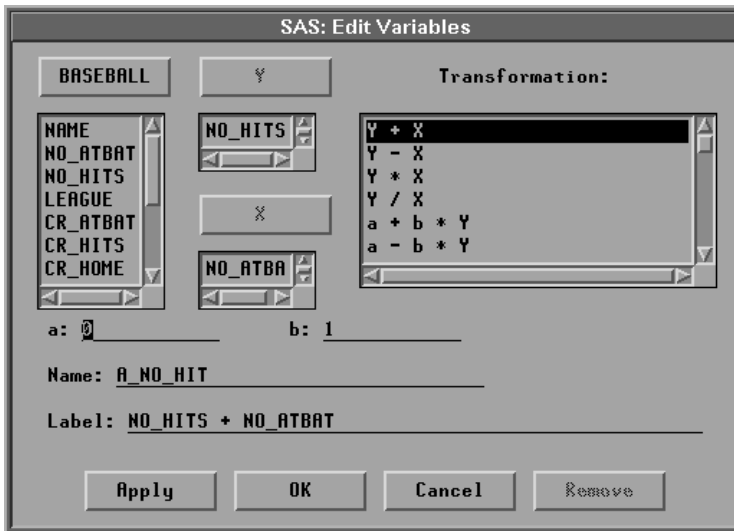 SAS: Edit Variables
BASEBALL
Y
Transformation:
NAME
NO_ATBAT
NO_HITS
LEAGUE
CR_ATBAT
CR_HITS
CR_HOME
NO_HITS
X
NO_ATBA
Y + X
Y - X
Y * X
Y / X
a + b * Y
a - b * Y
a: 0
b: 1
Name: A_NO_HIT
Label: NO_HITS + NO_ATBAT
Apply
OK
Cancel
Remove